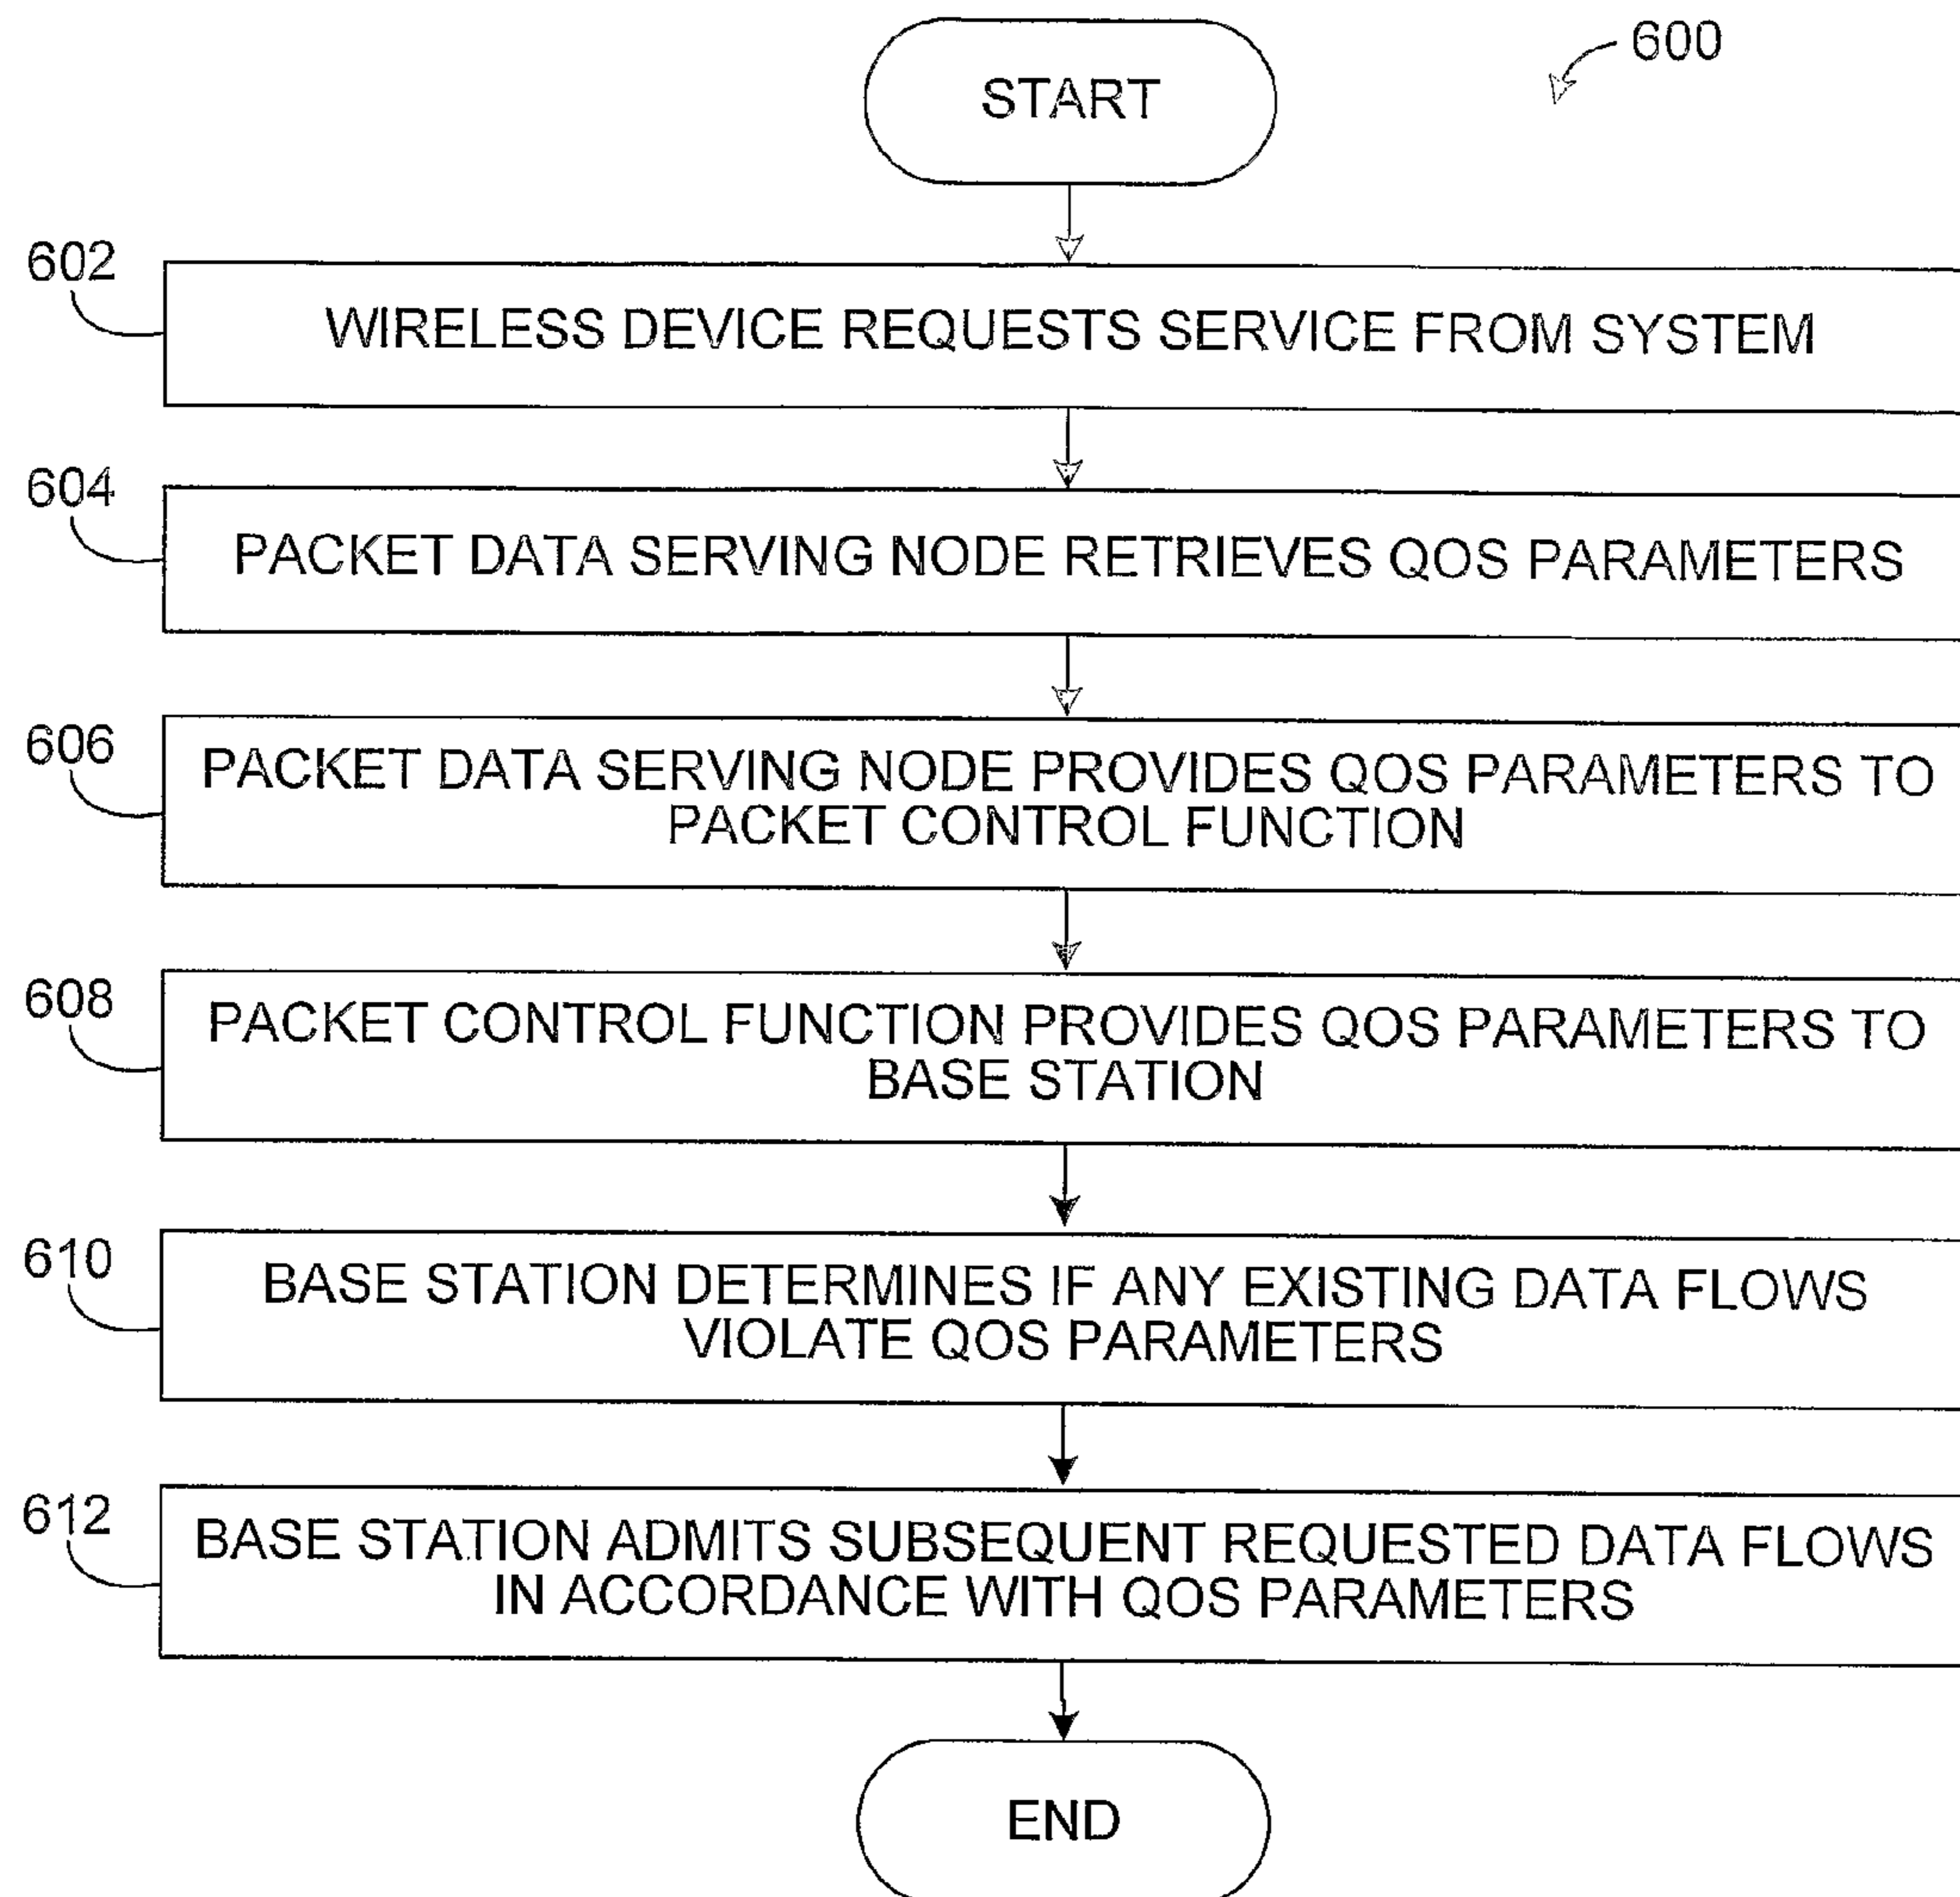 START
600
602
WIRELESS DEVICE REQUESTS SERVICE FROM SYSTEM
604
PACKET DATA SERVING NODE RETRIEVES QOS PARAMETERS
606
PACKET DATA SERVING NODE PROVIDES QOS PARAMETERS TO
PACKET CONTROL FUNCTION
608
PACKET CONTROL FUNCTION PROVIDES QOS PARAMETERS TO
BASE STATION
610
BASE STATION DETERMINES IF ANY EXISTING DATA FLOWS
VIOLATE QOS PARAMETERS
612
BASE STATION ADMITS SUBSEQUENT REQUESTED DATA FLOWS
IN ACCORDANCE WITH QOS PARAMETERS
END